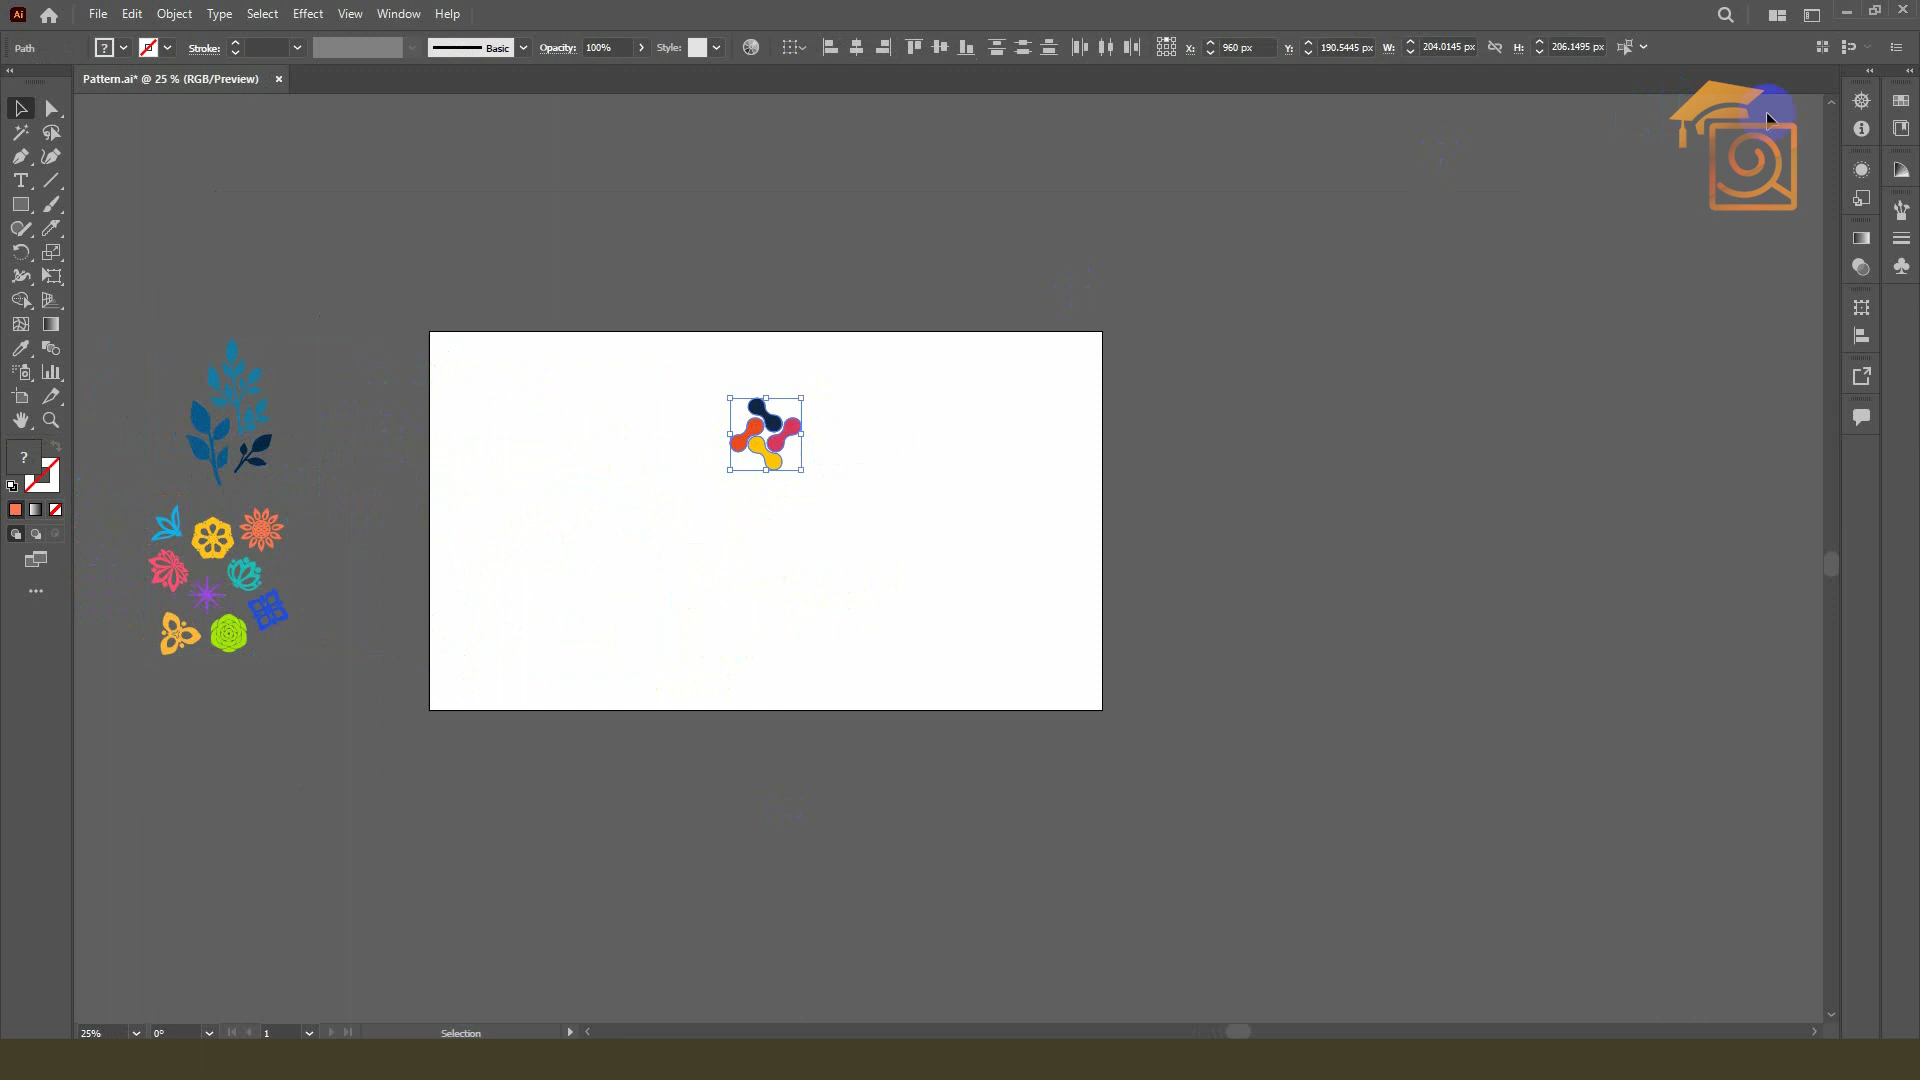 Ai
File Edit Object Type Select Effect View Window Help
Path ? Stroke: Basic Opacity: 100% Style: X: 960 px Y: 190.5445 px W: 204.0145 px H: 206.1495 px
Pattern.ai* @ 25 % (RGB/Preview) ×
T
?
25% 0° 1 Selection